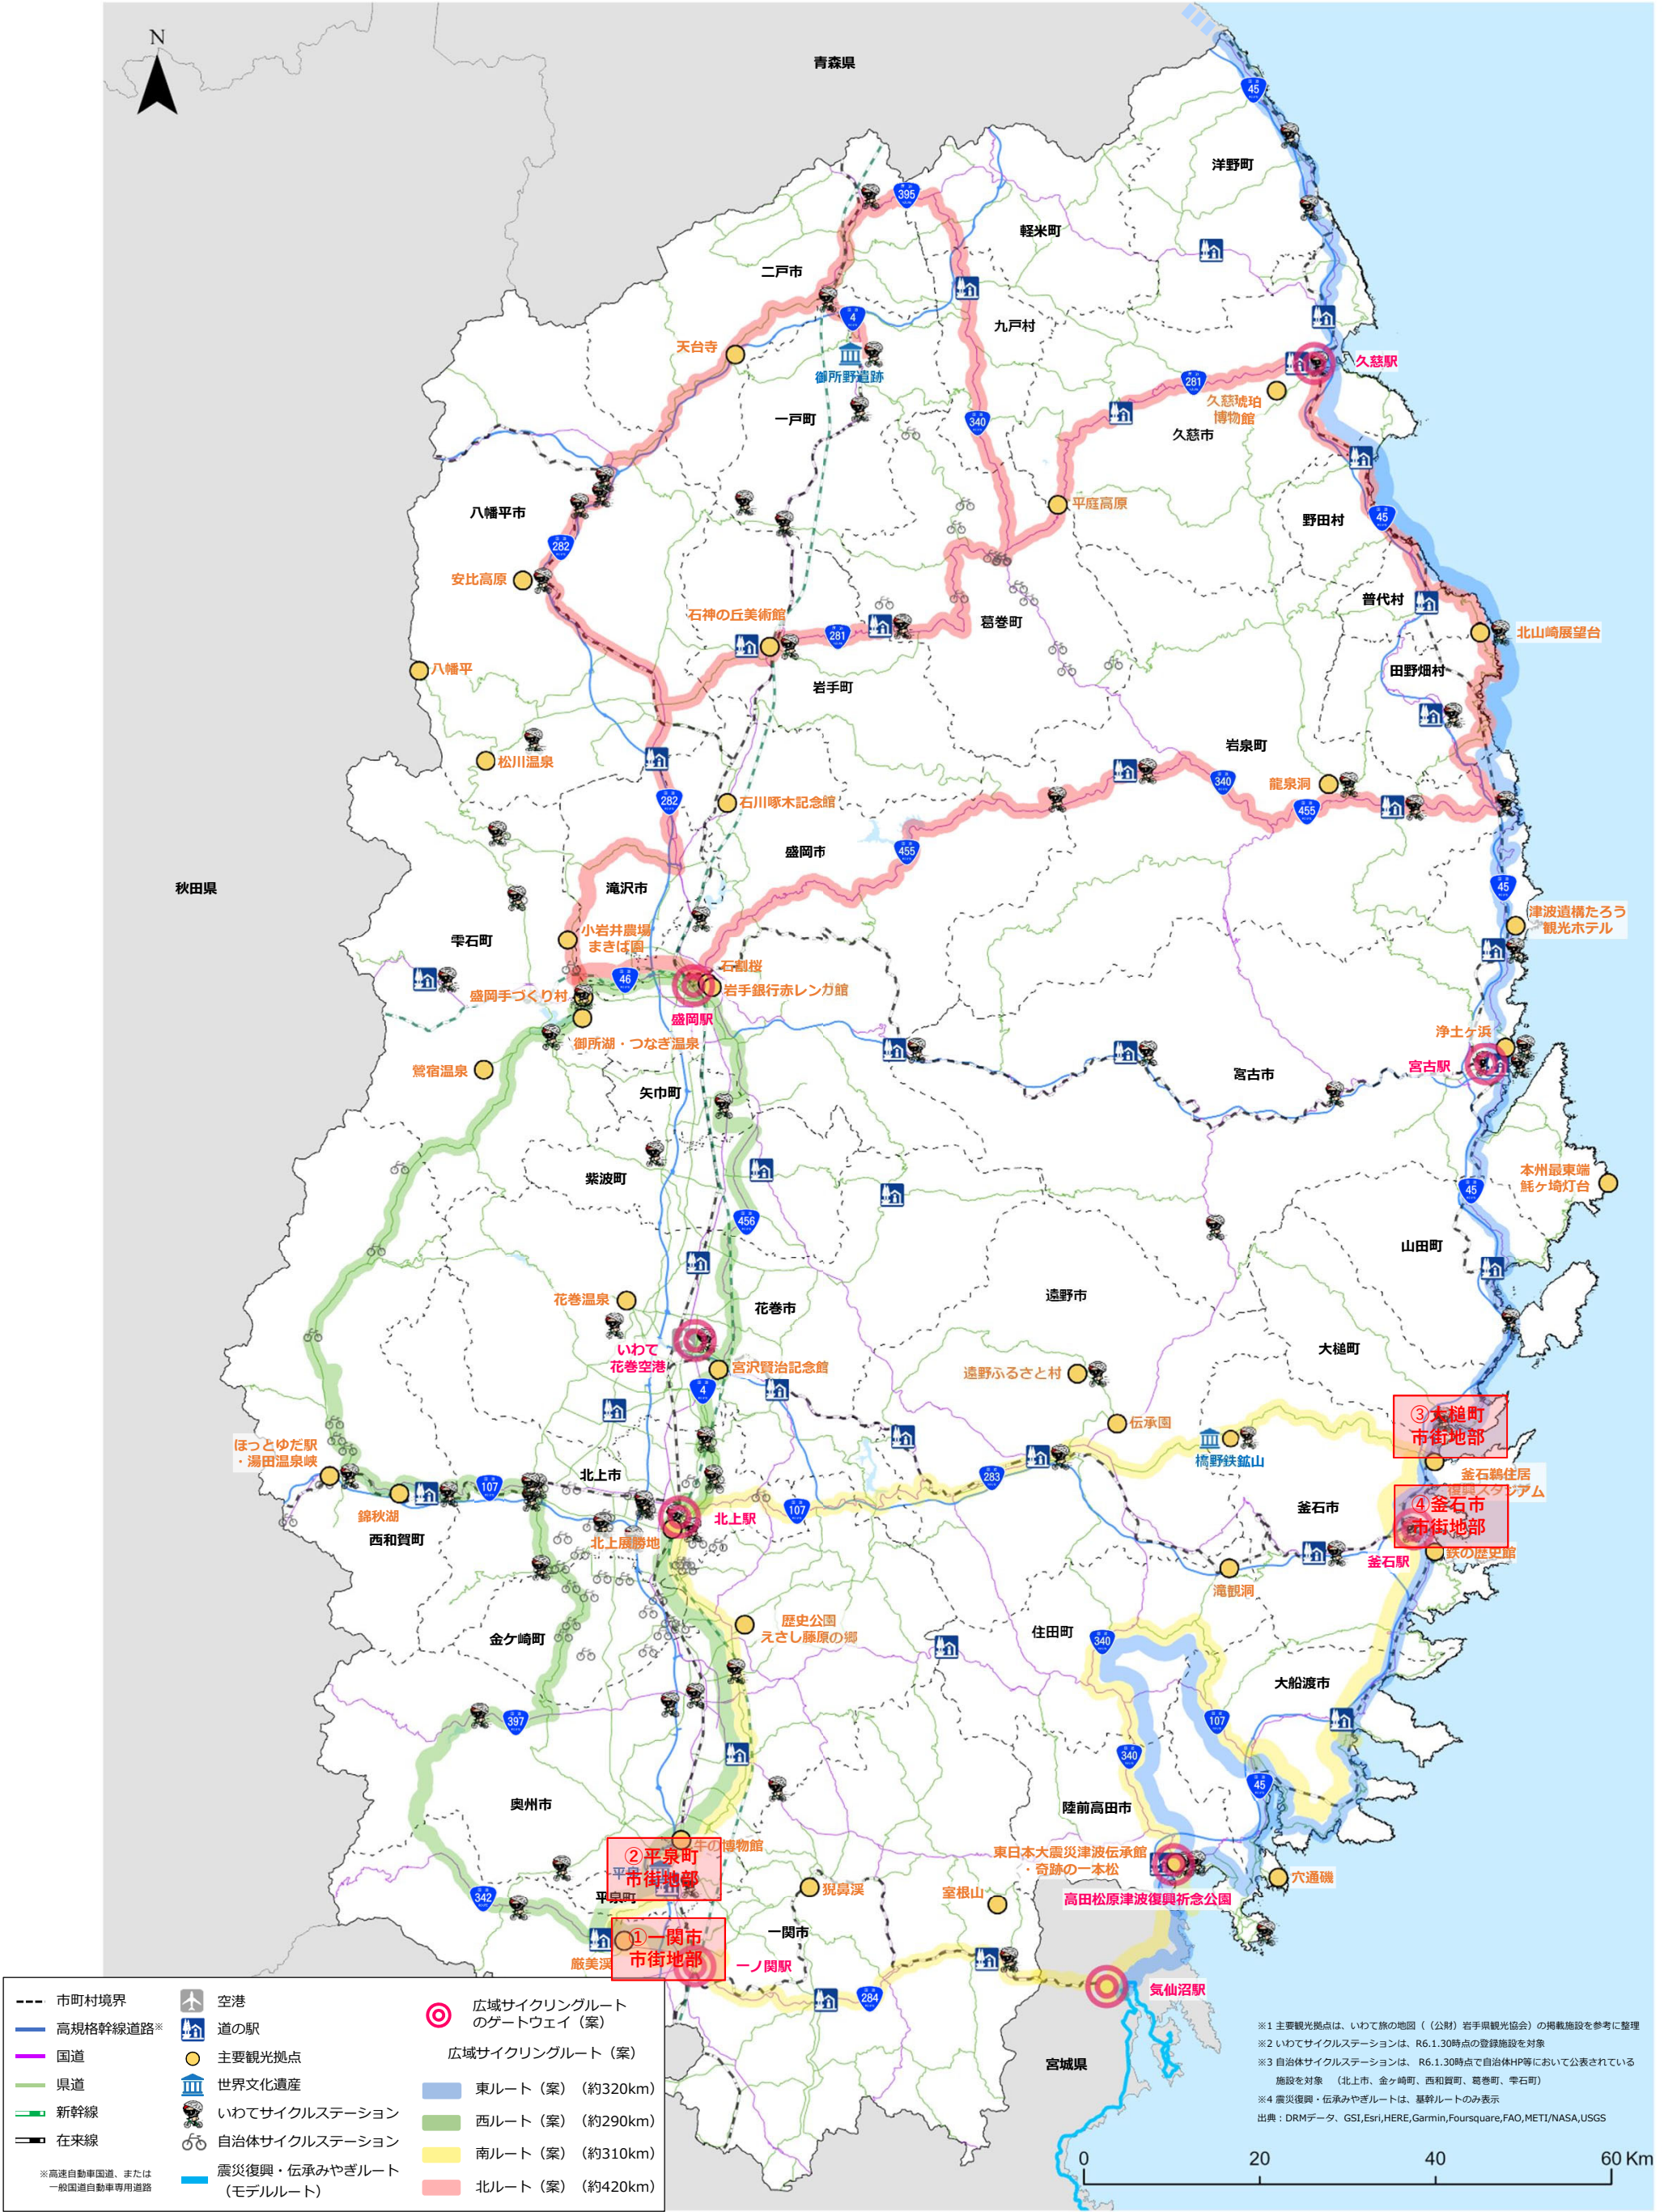 N
青森県
45
洋野町
395
軽米町
二戸市
4
九戸村
天台寺
御所野遺跡
久慈駅
281
久慈琥珀
博物館
一戸町
340
久慈市
平庭高原
八幡平市
野田村
45
282
安比高原
普代村
石神の丘美術館
葛巻町
281
北山崎展望台
八幡平
田野畑村
岩手町
岩泉町
松川温泉
340
龍泉洞
282
石川啄木記念館
455
盛岡市
455
秋田県
滝沢市
45
津波遺構たろう
観光ホテル
小岩井農場
まきば園
雫石町
石割桜
46
岩手銀行赤レンガ館
盛岡手づくり村
盛岡駅
浄土ヶ浜
御所湖・つなぎ温泉
宮古駅
鶯宿温泉
宮古市
矢巾町
紫波町
本州最東端
魹ヶ埼灯台
45
456
山田町
花巻温泉
遠野市
花巻市
いわて
花巻空港
大槌町
宮沢賢治記念館
遠野ふるさと村
4
③大槌町
市街地部
伝承園
ほっとゆだ駅
・湯田温泉峡
橋野鉄鉱山
北上市
283
釜石鵜住居
復興スタジアム
107
107
錦秋湖
北上駅
釜石市
④釜石市
市街地部
西和賀町
北上展勝地
釜石駅
鉄の歴史館
滝観洞
歴史公園
えさし藤原の郷
住田町
金ケ崎町
340
大船渡市
397
107
340
45
奥州市
陸前高田市
牛の博物館
②平泉町
市街地部
平泉
東日本大震災津波伝承館
・奇跡の一本松
穴通磯
猊鼻渓
室根山
342
平泉町
高田松原津波復興祈念公園
①一関市
市街地部
一関市
厳美渓
一ノ関駅
気仙沼駅
284
宮城県
市町村境界
高規格幹線道路※
国道
県道
新幹線
在来線
※高速自動車国道、または
一般国道自動車専用道路
空港
道の駅
主要観光拠点
世界文化遺産
いわてサイクルステーション
自治体サイクルステーション
震災復興・伝承みやぎルート
（モデルルート）
広域サイクリングルート
のゲートウェイ（案）
広域サイクリングルート（案）
東ルート（案）（約320km）
西ルート（案）（約290km）
南ルート（案）（約310km）
北ルート（案）（約420km）
※1 主要観光拠点は、いわて旅の地図（（公財）岩手県観光協会）の掲載施設を参考に整理
※2 いわてサイクルステーションは、R6.1.30時点の登録施設を対象
※3 自治体サイクルステーションは、 R6.1.30時点で自治体HP等において公表されている
施設を対象　（北上市、金ヶ崎町、西和賀町、葛巻町、雫石町）
※4 震災復興・伝承みやぎルートは、基幹ルートのみ表示
出典：DRMデータ、GSI,Esri,HERE,Garmin,Foursquare,FAO,METI/NASA,USGS
0 20 40 60 Km